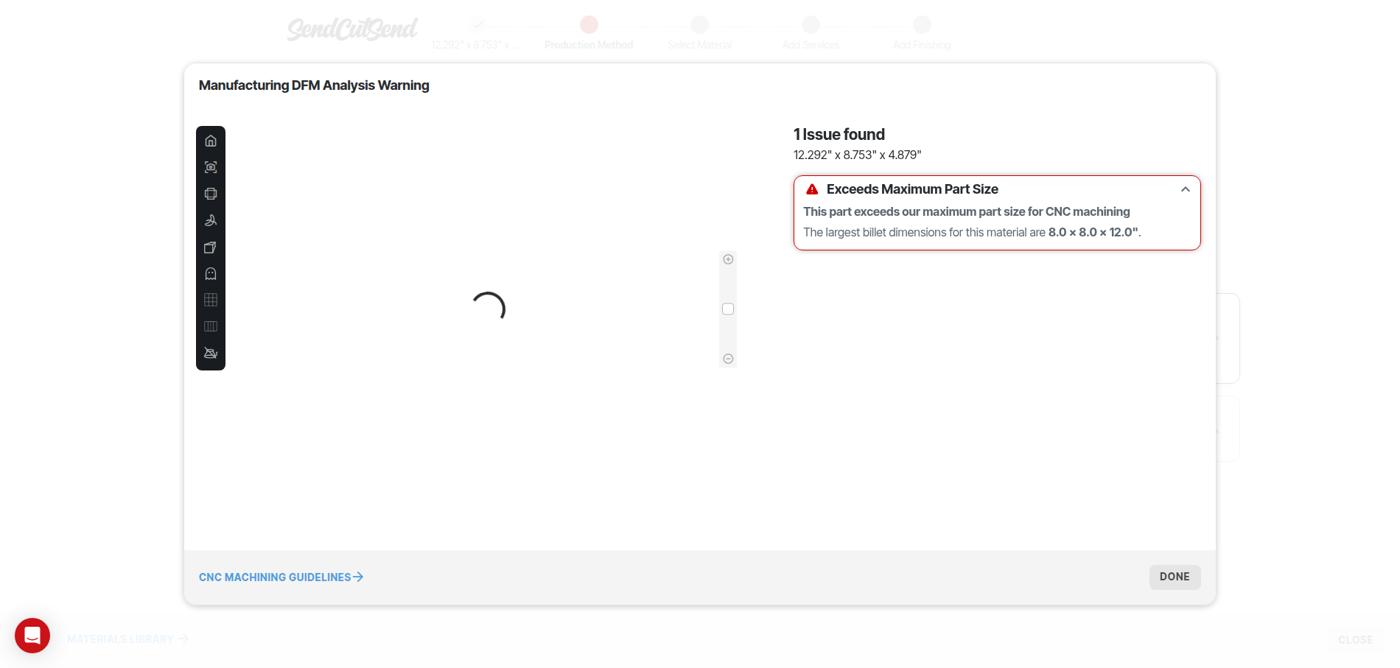 SendCutSend
12.292" x 8.753" x ...
Production Method
Select Material
Add Services
Add Finishing
Manufacturing DFM Analysis Warning
1 Issue found
12.292" x 8.753" x 4.879"
Exceeds Maximum Part Size
This part exceeds our maximum part size for CNC machining
The largest billet dimensions for this material are 8.0 × 8.0 × 12.0".
CNC MACHINING GUIDELINES
DONE
MATERIALS LIBRARY
CLOSE